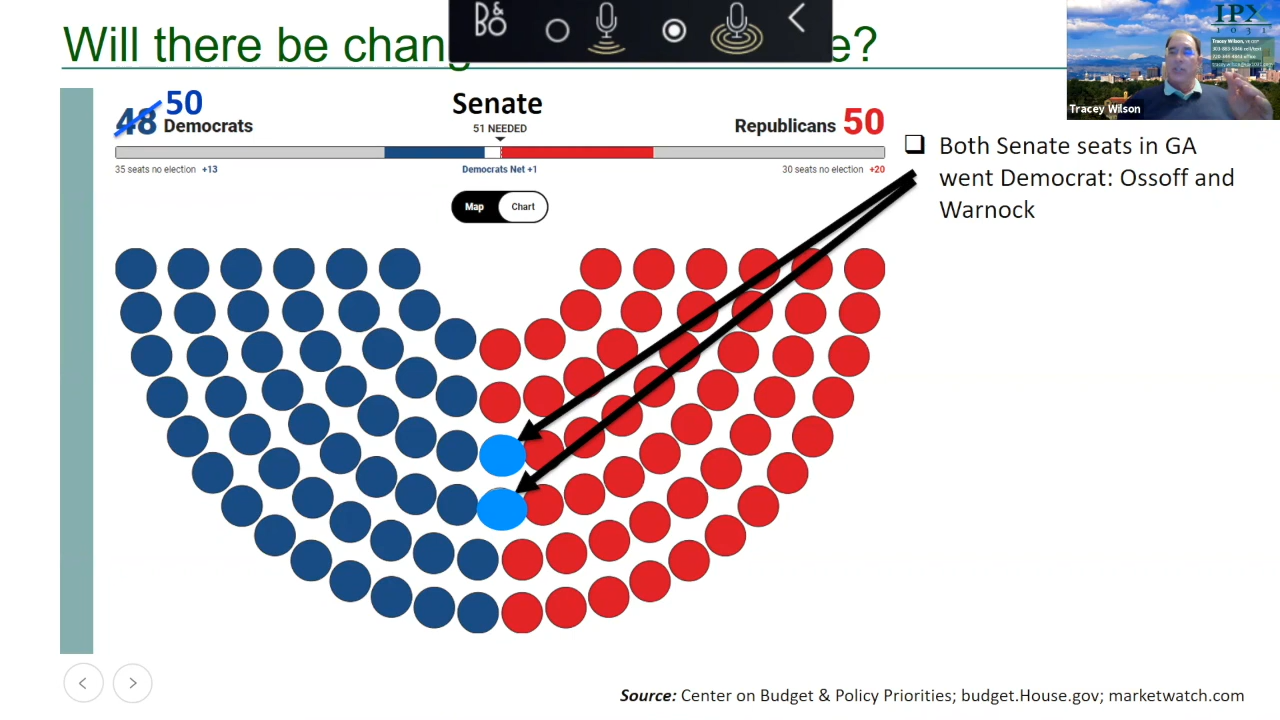 Will there be chang e?
B&O
IPX
1031
Tracey Wilson
48 50
Democrats
Senate
51 NEEDED
Republicans 50
35 seats no election +13
Democrats Net +1
30 seats no election +20
Map Chart
Both Senate seats in GA
went Democrat: Ossoff and
Warnock
Source: Center on Budget & Policy Priorities; budget.House.gov; marketwatch.com